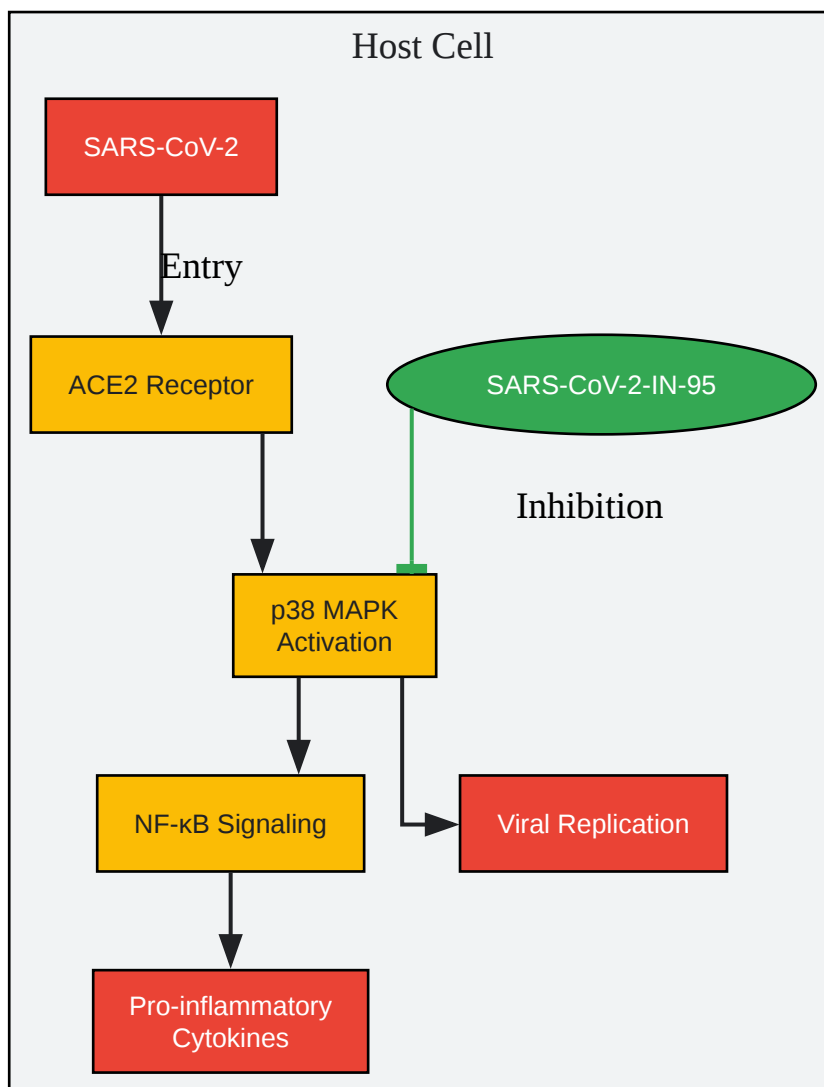 Host Cell
SARS-CoV-2
Entry
ACE2 Receptor
SARS-CoV-2-IN-95
Inhibition
p38 MAPK
Activation
NF-κB Signaling
Viral Replication
Pro-inflammatory
Cytokines